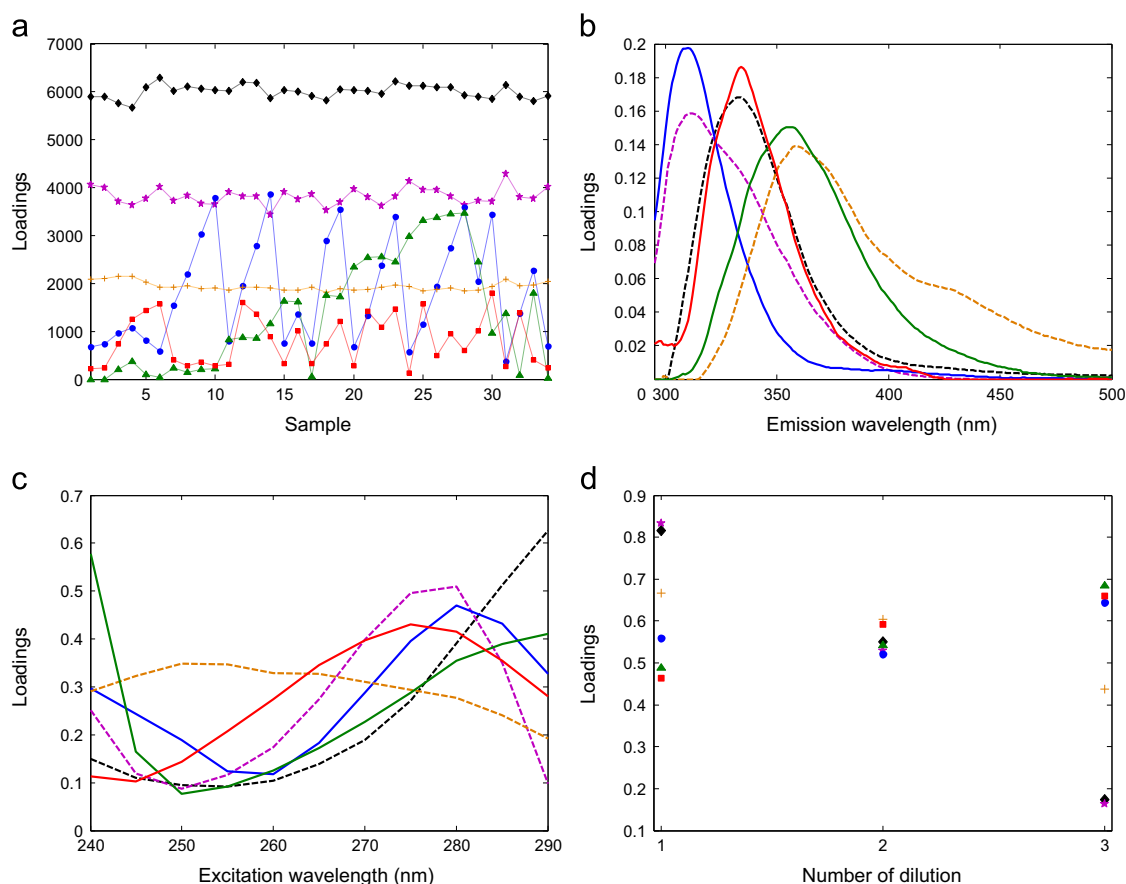 a
7000
6000
5000
4000
3000
2000
1000
0
5 10 15 20 25 30
Loadings
Sample
b
0.2
0.18
0.16
0.14
0.12
0.1
0.08
0.06
0.04
0.02
0 300 350 400 450 500
Loadings
Emission wavelength (nm)
c
0.7
0.6
0.5
0.4
0.3
0.2
0.1
0
240 250 260 270 280 290
Loadings
Excitation wavelength (nm)
d
0.9
0.8
0.7
0.6
0.5
0.4
0.3
0.2
0.1
1 2 3
Loadings
Number of dilution